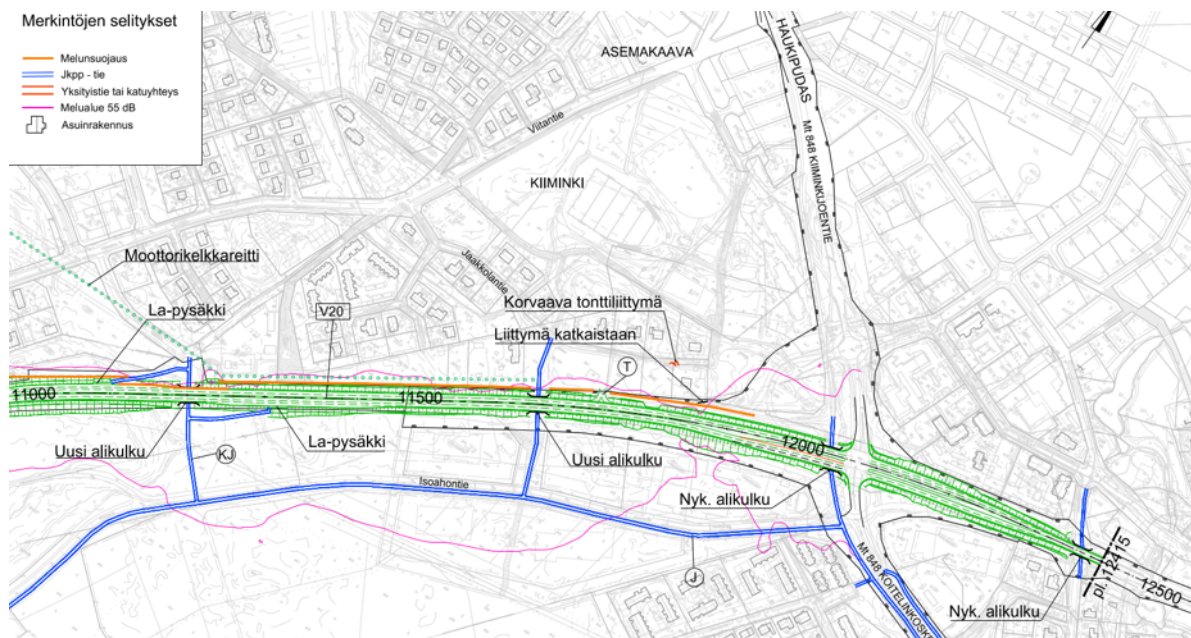 Merkintöjen selitykset
Melunsuojaus
Jkpp - tie
Yksityistie tai katuyhteys
Melualue 55 dB
Asuinrakennus
ASEMAKAAVA
HAUKIPUDAS
Mt 848 KIIMINKIJOENTIE
Viitantie
KIIMINKI
Moottorikelkkareitti
Jaakkolantie
Korvaava tonttiliittymä
La-pysäkki
V20
Liittymä katkaistaan
T
11000
11500
12000
La-pysäkki
Uusi alikulku
Uusi alikulku
KJ
Isoahontie
Nyk. alikulku
J
Mt 848 KOITELINKOSK
pl. 12415
12500
Nyk. alikulku